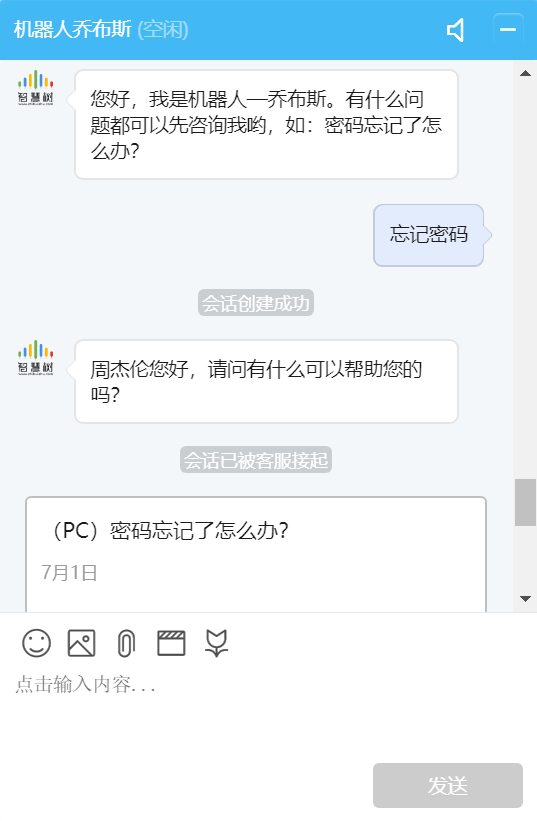 机器人乔布斯 (空闲)
智慧树
您好，我是机器人—乔布斯。有什么问
题都可以先咨询我哟，如：密码忘记了怎
么办？
忘记密码
会话创建成功
智慧树
周杰伦您好，请问有什么可以帮助您的
吗？
会话已被客服接起
（PC）密码忘记了怎么办？
7月1日
点击输入内容...
发送